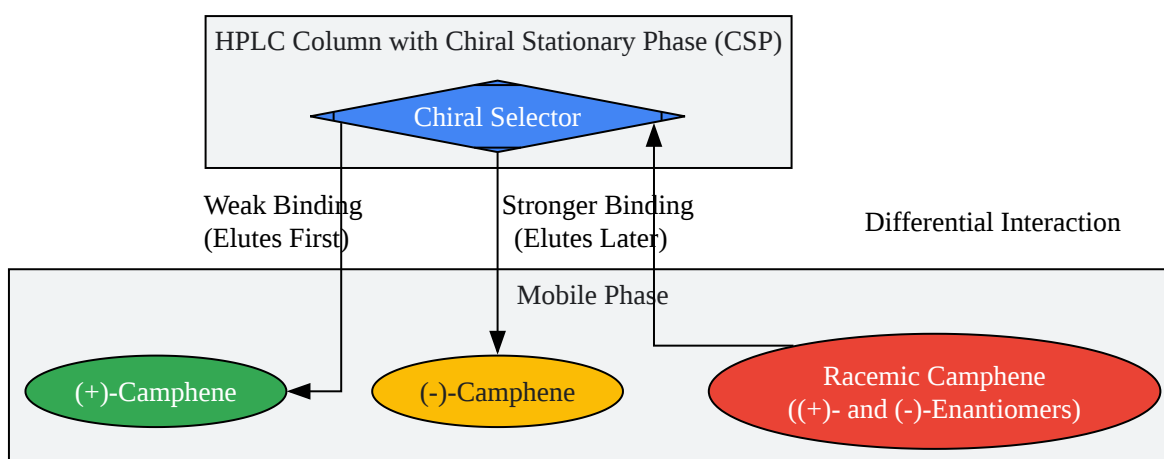 HPLC Column with Chiral Stationary Phase (CSP)
Chiral Selector
Weak Binding
(Elutes First)
Stronger Binding
(Elutes Later)
Differential Interaction
Mobile Phase
(+)-Camphene
(-)-Camphene
Racemic Camphene
((+)- and (-)-Enantiomers)